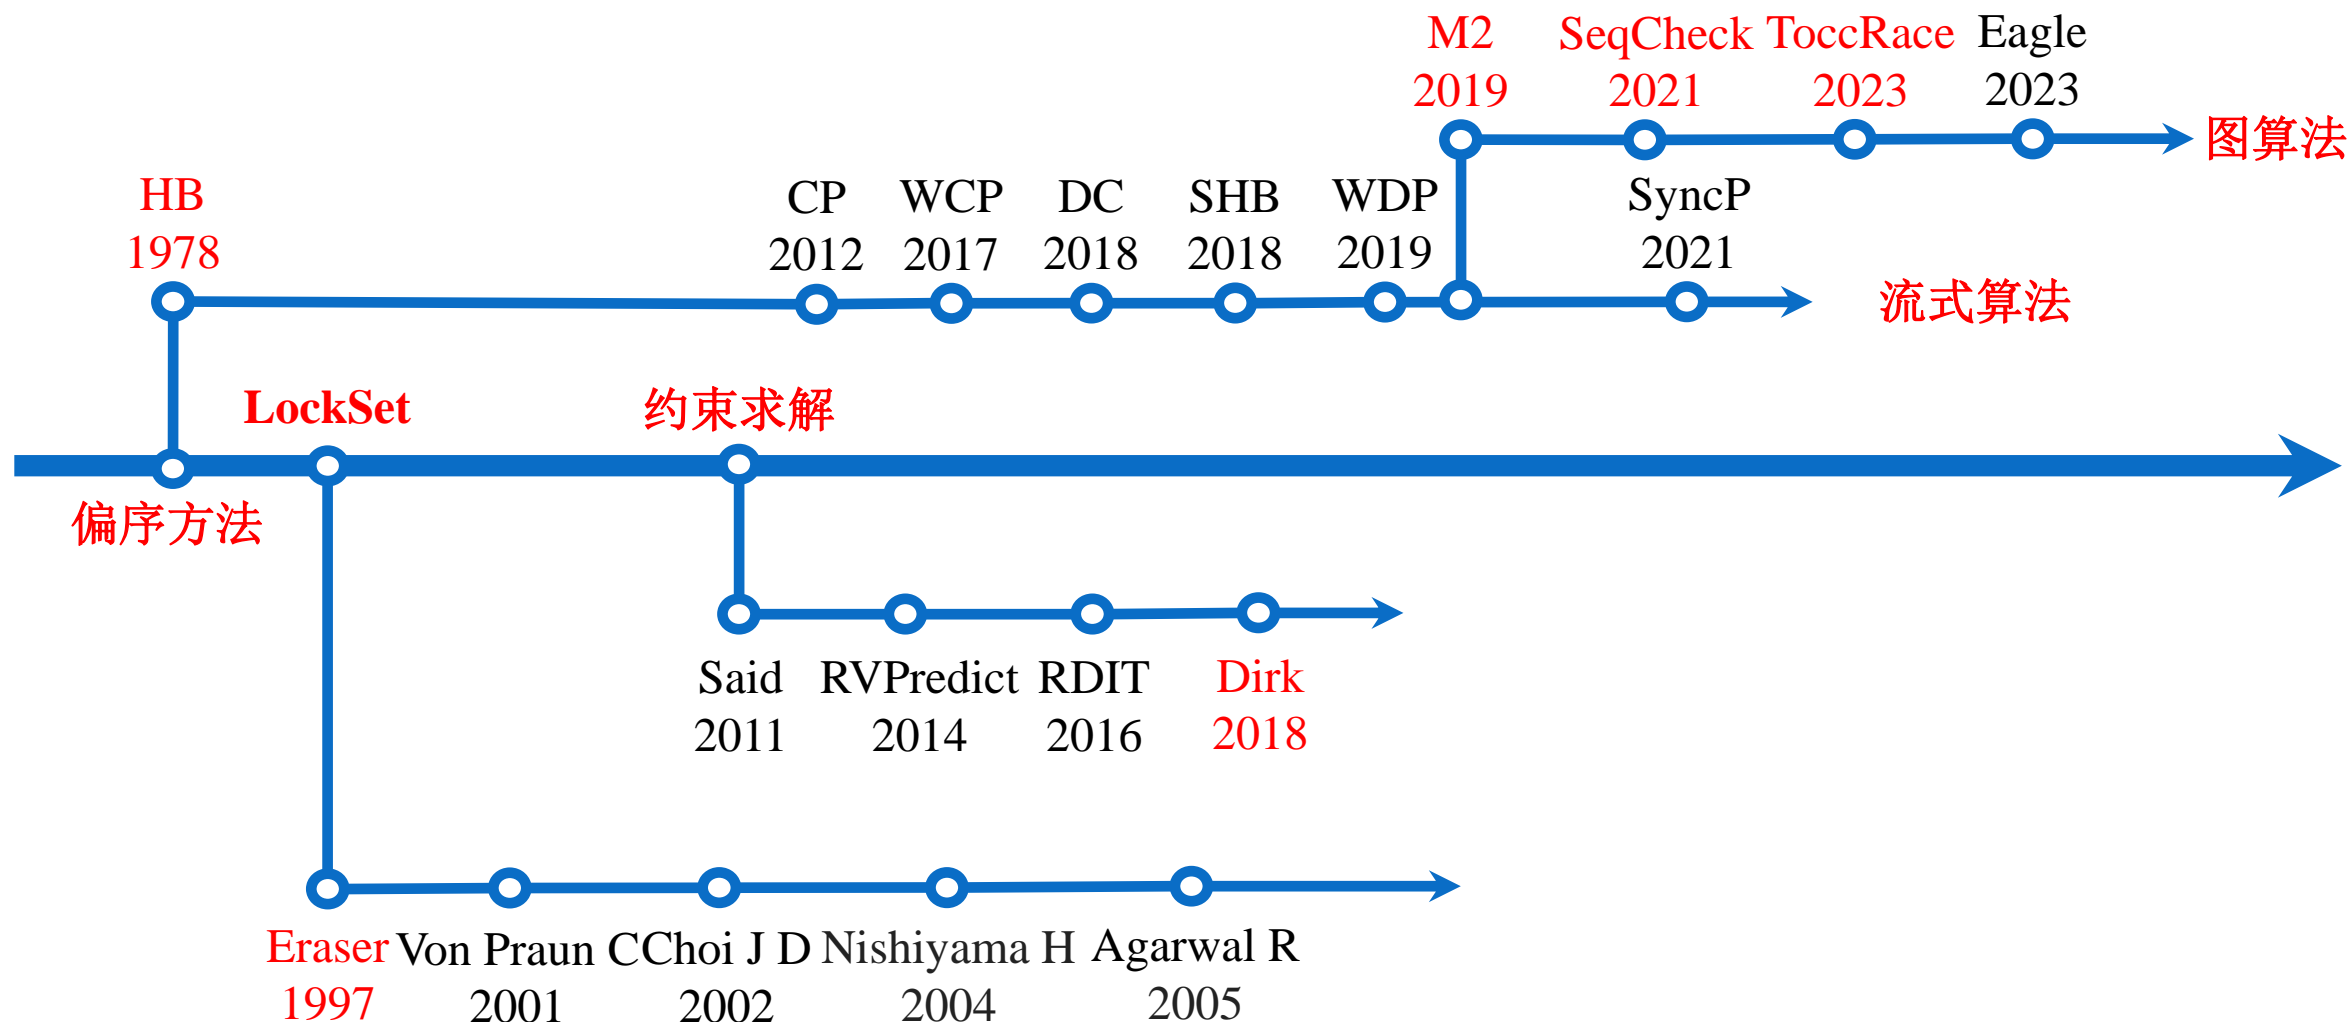 M2
2019
SeqCheck
2021
ToccRace
2023
Eagle
2023
图算法
HB
1978
CP
2012
WCP
2017
DC
2018
SHB
2018
WDP
2019
SyncP
2021
流式算法
LockSet
约束求解
偏序方法
Said
2011
RVPredict
2014
RDIT
2016
Dirk
2018
Eraser
1997
Von Praun C
2001
Choi J D
2002
Nishiyama H
2004
Agarwal R
2005